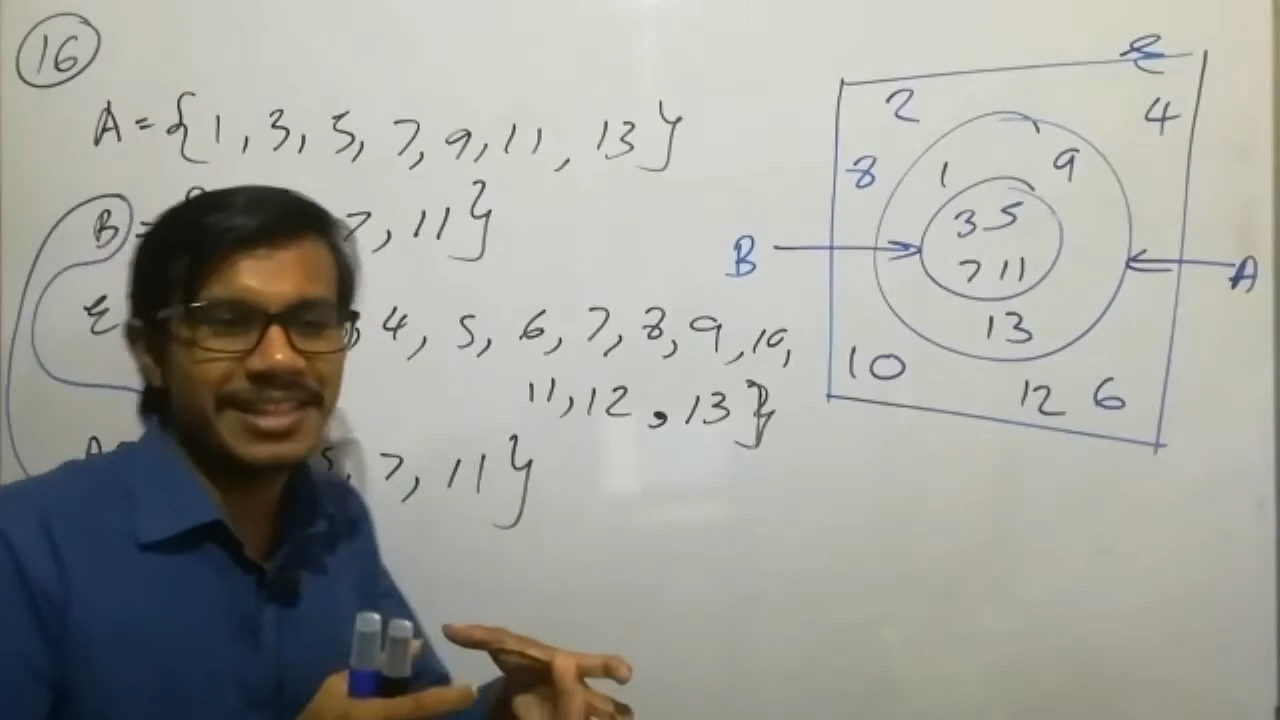 16
A = {1, 3, 5, 7, 9, 11, 13}
B = 7, 11}
ε 4, 5, 6, 7, 8, 9, 10,
11, 12, 13}
A 5, 7, 11}
ε
2 4
8 1 9
3 5
B A
7 11
13
10
12 6